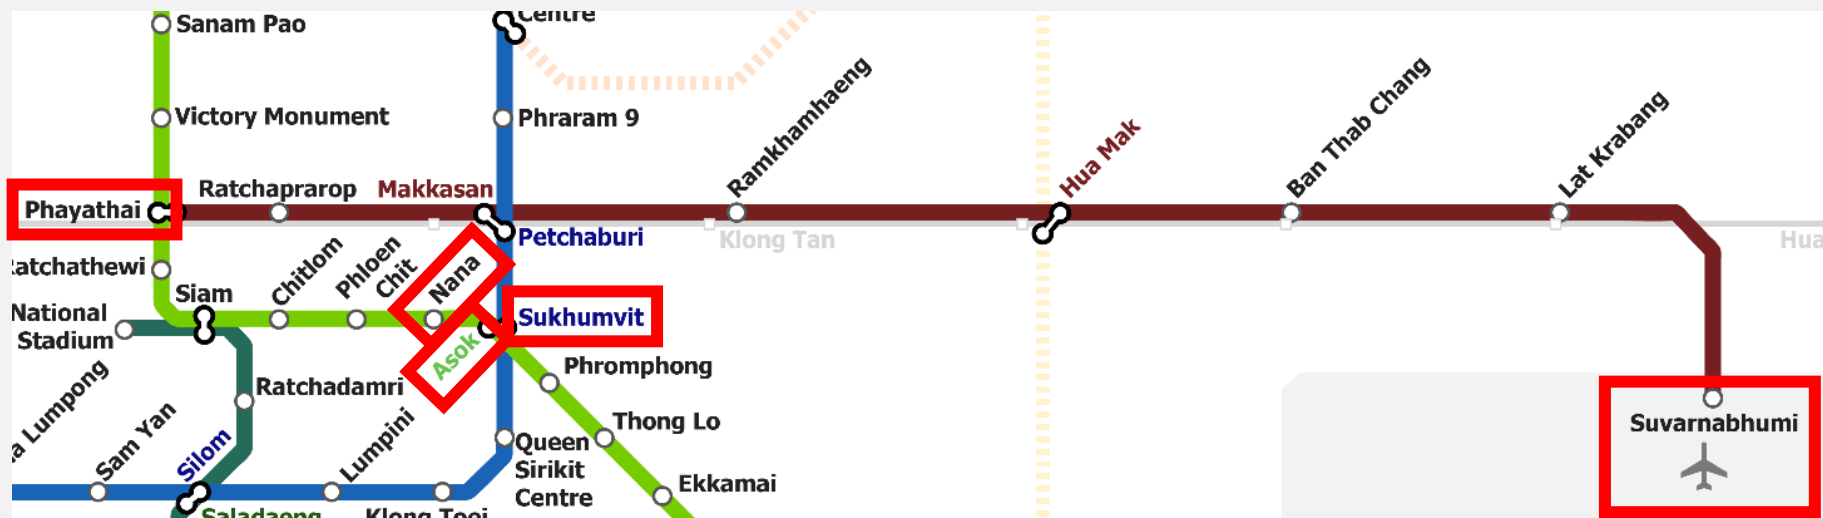 Centre
Sanam Pao
Victory Monument
Phraram 9
Ramkhamhaeng
Hua Mak
Ban Thab Chang
Lat Krabang
Phayathai
Ratchaprarop
Makkasan
Petchaburi
Klong Tan
Hua
atchathewi
Siam
Chitlom
Phloen
Chit
Nana
National
Stadium
Asok
Sukhumvit
Phromphong
Ratchadamri
Thong Lo
Suvarnabhumi
a Lumpong
Sam Yan
Silom
Lumpini
Queen
Sirikit
Centre
Ekkamai
Saladaeng
Klong Toei